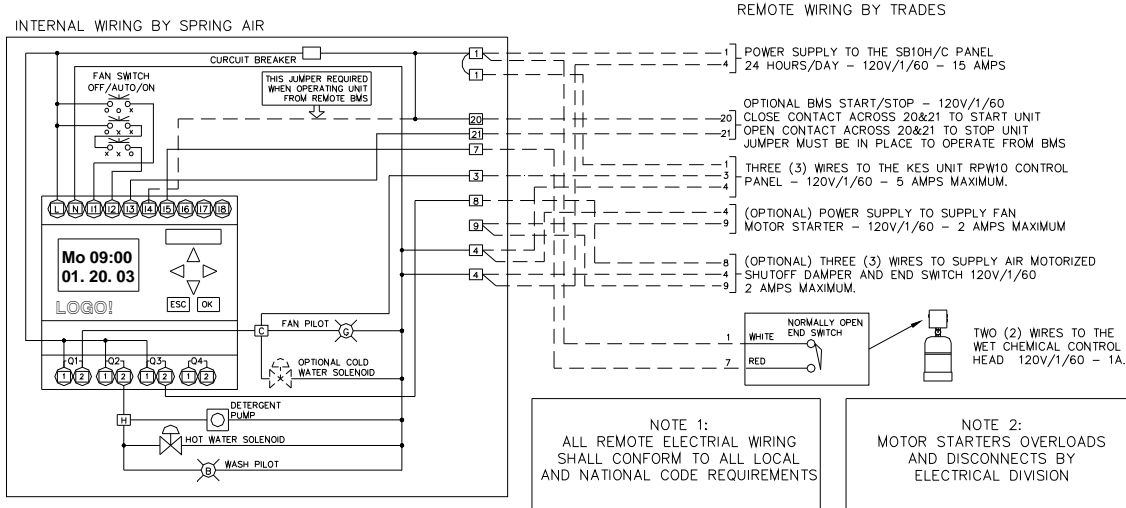 INTERNAL WIRING BY SPRING AIR
REMOTE WIRING BY TRADES
CURCUIT BREAKER
FAN SWITCH
OFF/AUTO/ON
THIS JUMPER REQUIRED
WHEN OPERATING UNIT
FROM REMOTE BMS
O O X
X O O
X X O
L N I1 I2 I3 I4 I5 I6 I7 I8
Mo 09:00
01. 20. 03
LOGO!
ESC OK
Q1 Q2 Q3 Q4
1 2 1 2 1 2 1 2
C
FAN PILOT
G
OPTIONAL COLD
WATER SOLENOID
DETERGENT
PUMP
H
HOT WATER SOLENOID
B
WASH PILOT
1
1
20
21
7
3
8
9
4
4
1
4
POWER SUPPLY TO THE SB10H/C PANEL
24 HOURS/DAY – 120V/1/60 – 15 AMPS
OPTIONAL BMS START/STOP – 120V/1/60
20 CLOSE CONTACT ACROSS 20&21 TO START UNIT
21 OPEN CONTACT ACROSS 20&21 TO STOP UNIT
JUMPER MUST BE IN PLACE TO OPERATE FROM BMS
1
3
4
THREE (3) WIRES TO THE KES UNIT RPW10 CONTROL
PANEL – 120V/1/60 – 5 AMPS MAXIMUM.
4 (OPTIONAL) POWER SUPPLY TO SUPPLY FAN
9 MOTOR STARTER – 120V/1/60 – 2 AMPS MAXIMUM
8 (OPTIONAL) THREE (3) WIRES TO SUPPLY AIR MOTORIZED
4 SHUTOFF DAMPER AND END SWITCH 120V/1/60
9 2 AMPS MAXIMUM.
NORMALLY OPEN
END SWITCH
1 WHITE
7 RED
TWO (2) WIRES TO THE
WET CHEMICAL CONTROL
HEAD 120V/1/60 – 1A.
NOTE 1:
ALL REMOTE ELECTRIAL WIRING
SHALL CONFORM TO ALL LOCAL
AND NATIONAL CODE REQUIREMENTS
NOTE 2:
MOTOR STARTERS OVERLOADS
AND DISCONNECTS BY
ELECTRICAL DIVISION